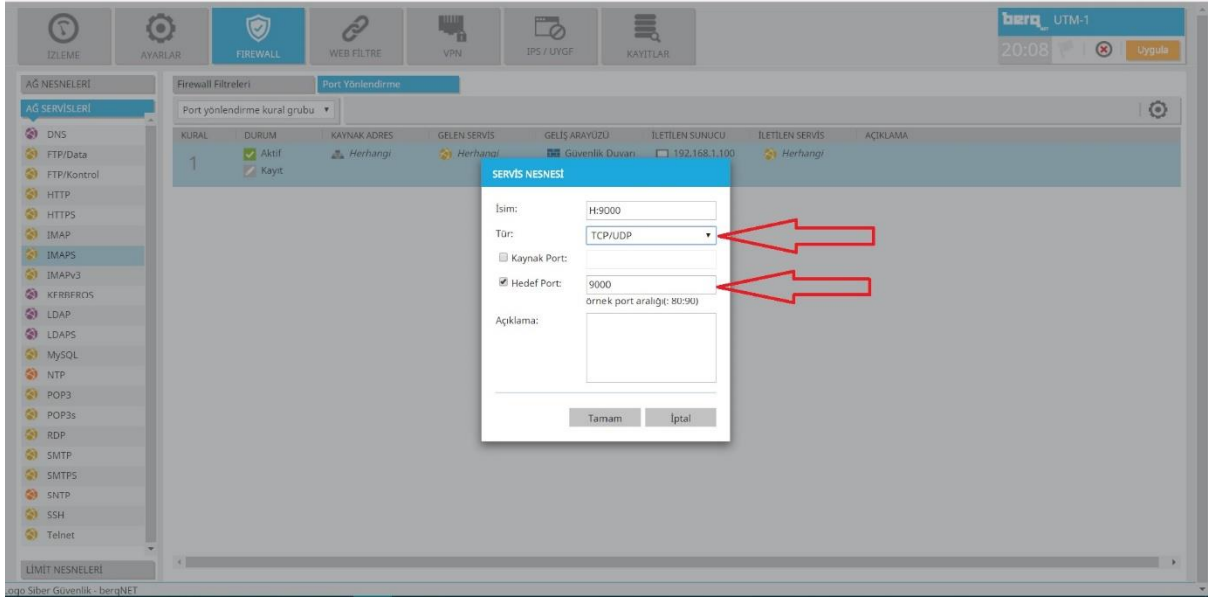 berq_ UTM-1
İZLEME
AYARLAR
FIREWALL
WEB FİLTRE
VPN
IPS / UYGF
KAYITLAR
20:08
Uygula
AĞ NESNELERİ
AĞ SERVİSLERİ
DNS
FTP/Data
FTP/Kontrol
HTTP
HTTPS
IMAP
IMAPS
IMAPv3
KERBEROS
LDAP
LDAPS
MySQL
NTP
POP3
POP3s
RDP
SMTP
SMTPS
SNTP
SSH
Telnet
LİMİT NESNELERİ
Firewall Filtreleri
Port Yönlendirme
Port yönlendirme kural grubu
KURAL DURUM KAYNAK ADRES GELEN SERVİS GELİŞ ARAYÜZÜ İLETİLEN SUNUCU İLETİLEN SERVİS AÇIKLAMA
1 Aktif Herhangi Herhangi Güvenlik Duvarı 192.168.1.100 Herhangi
Kayıt
SERVİS NESNESİ
İsim: H:9000
Tür: TCP/UDP
Kaynak Port:
Hedef Port: 9000
örnek port aralığı(: 80:90)
Açıklama:
Tamam İptal
ogo Siber Güvenlik - berqNET